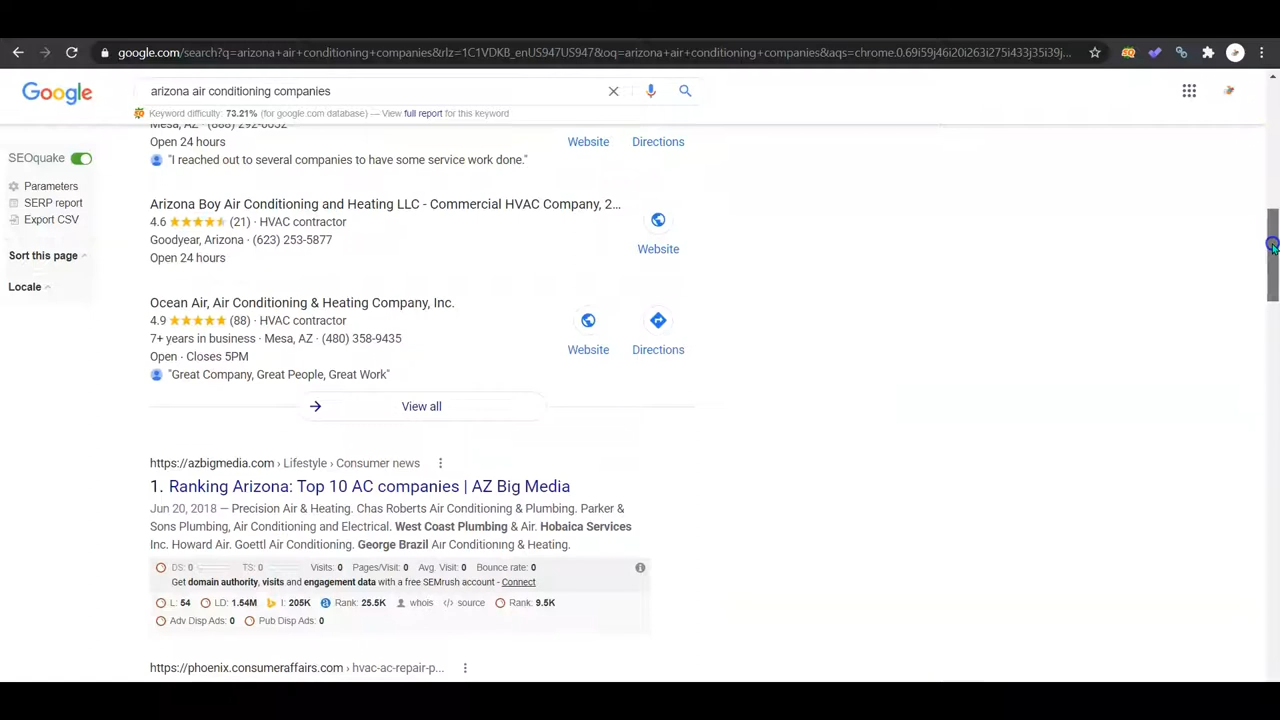 google.com/search?q=arizona+air+conditioning+companies&rlz=1C1VDKB_enUS947US947&oq=arizona+air+conditioning+companies&aqs=chrome.0.69i59j46i20i263i275i433j35i39j...
Google
arizona air conditioning companies
Keyword difficulty: 73.21% (for google.com database) — View full report for this keyword
SEOquake
Parameters
SERP report
Export CSV
Sort this page
Locale
Mesa, AZ · (888) 292-0652
Open 24 hours
Website
Directions
"I reached out to several companies to have some service work done."
Arizona Boy Air Conditioning and Heating LLC - Commercial HVAC Company, 2...
4.6 (21) · HVAC contractor
Goodyear, Arizona · (623) 253-5877
Open 24 hours
Website
Ocean Air, Air Conditioning & Heating Company, Inc.
4.9 (88) · HVAC contractor
7+ years in business · Mesa, AZ · (480) 358-9435
Open · Closes 5PM
Website
Directions
"Great Company, Great People, Great Work"
View all
https://azbigmedia.com › Lifestyle › Consumer news
1. Ranking Arizona: Top 10 AC companies | AZ Big Media
Jun 20, 2018 — Precision Air & Heating. Chas Roberts Air Conditioning & Plumbing. Parker &
Sons Plumbing, Air Conditioning and Electrical. West Coast Plumbing & Air. Hobaica Services
Inc. Howard Air. Goettl Air Conditioning. George Brazil Air Conditioning & Heating.
DS: 0 TS: 0 Visits: 0 Pages/Visit: 0 Avg. Visit: 0 Bounce rate: 0
Get domain authority, visits and engagement data with a free SEMrush account - Connect
L: 54 LD: 1.54M I: 205K Rank: 25.5K whois source Rank: 9.5K
Adv Disp Ads: 0 Pub Disp Ads: 0
https://phoenix.consumeraffairs.com › hvac-ac-repair-p...